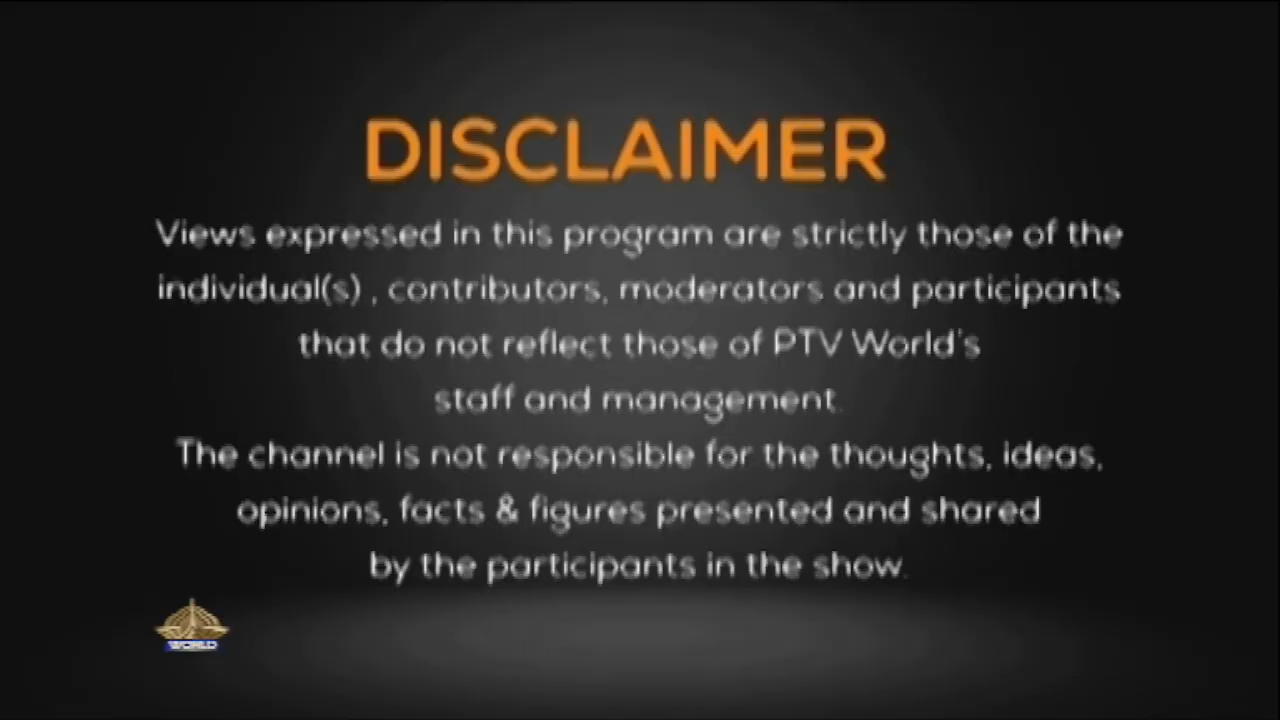 DISCLAIMER
Views expressed in this program are strictly those of the
individual(s) , contributors, moderators and participants
that do not reflect those of PTV World's
staff and management.
The channel is not responsible for the thoughts, ideas,
opinions, facts & figures presented and shared
by the participants in the show.
WORLD